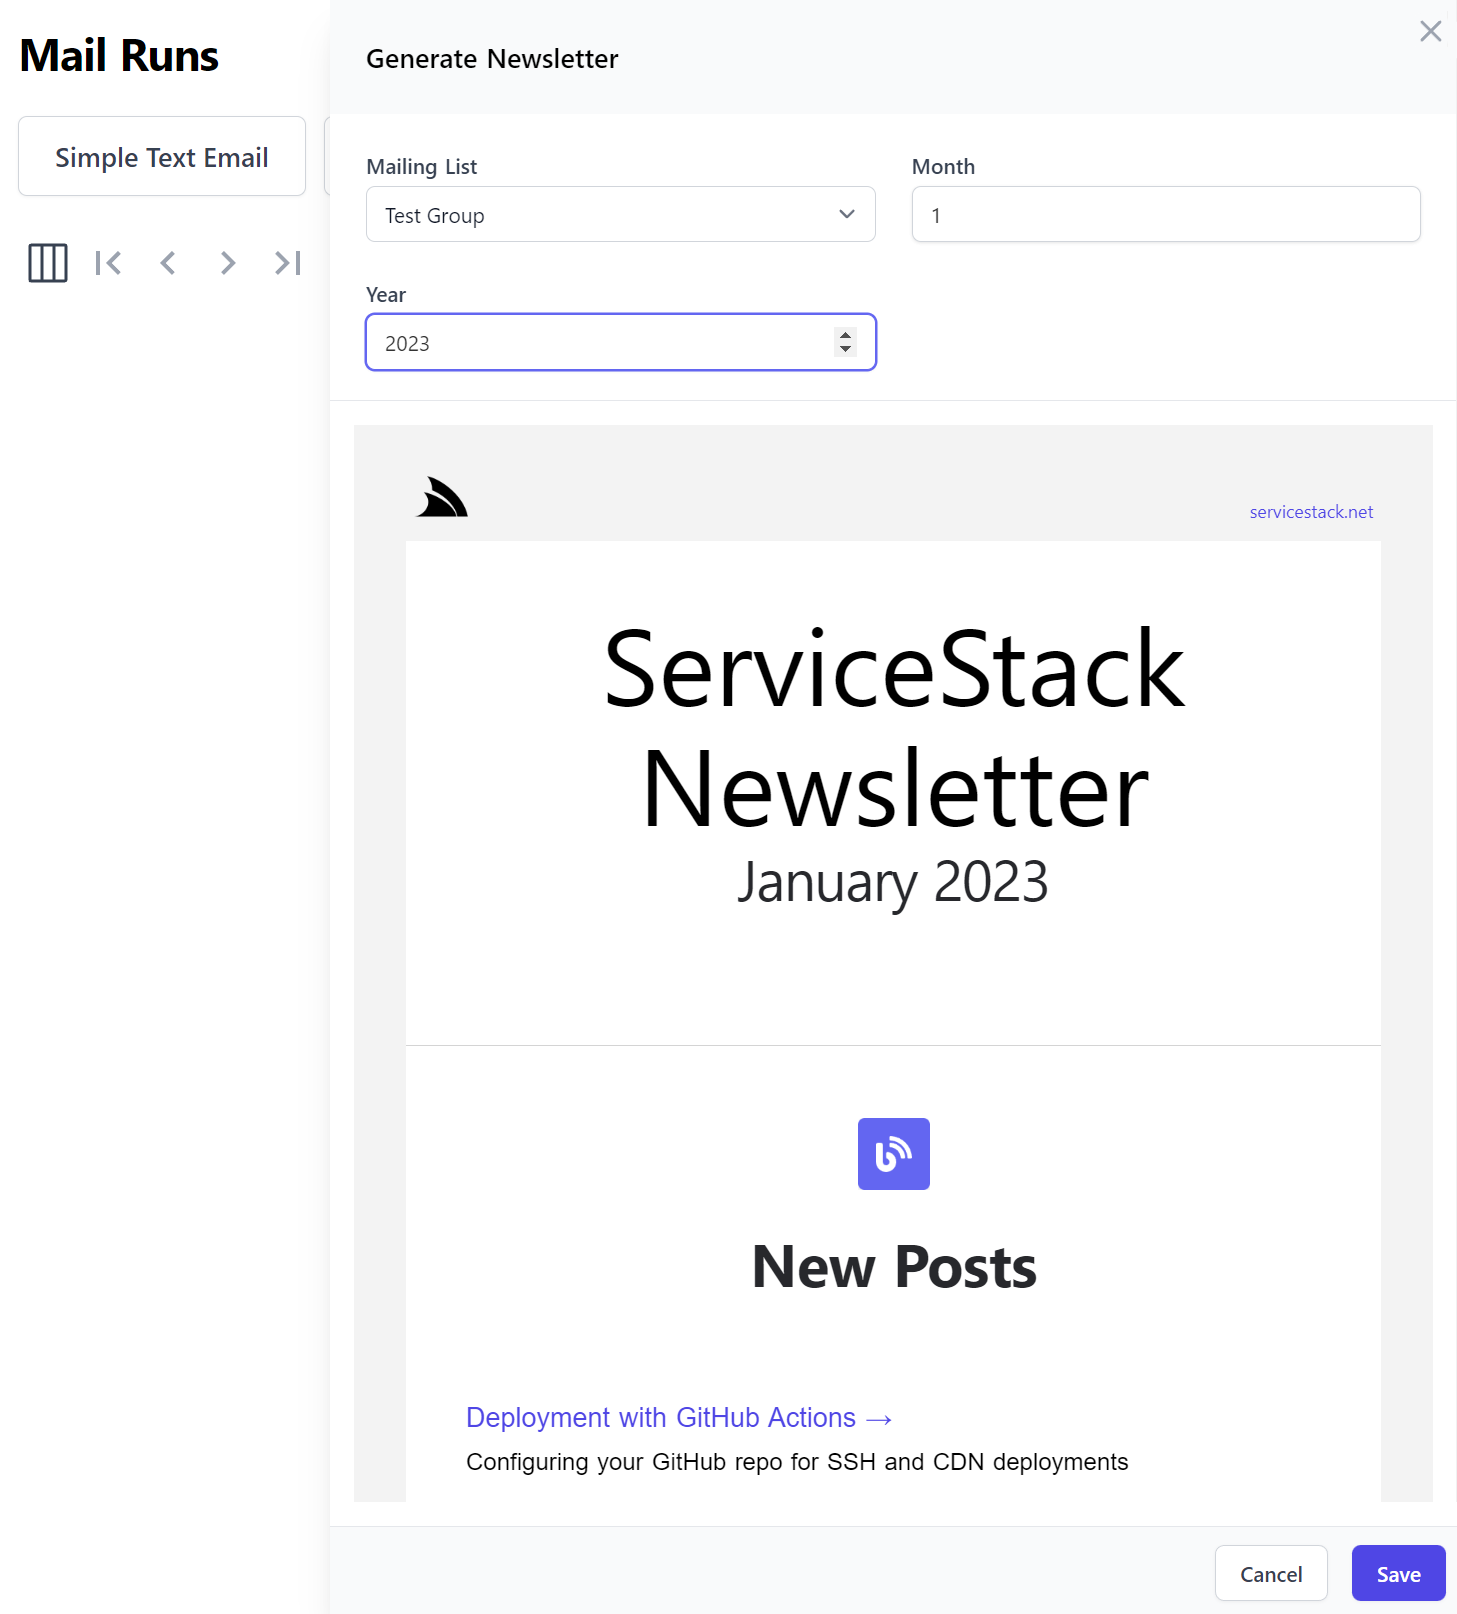 Mail Runs
Simple Text Email
Generate Newsletter
Mailing List
Month
Test Group
1
Year
2023
servicestack.net
ServiceStack
Newsletter
January 2023
New Posts
Deployment with GitHub Actions →
Configuring your GitHub repo for SSH and CDN deployments
Cancel
Save